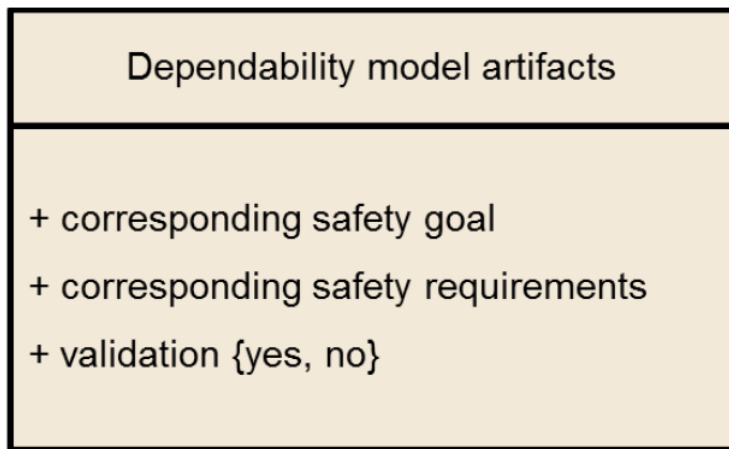 Dependability model artifacts
+ corresponding safety goal
+ corresponding safety requirements
+ validation {yes, no}